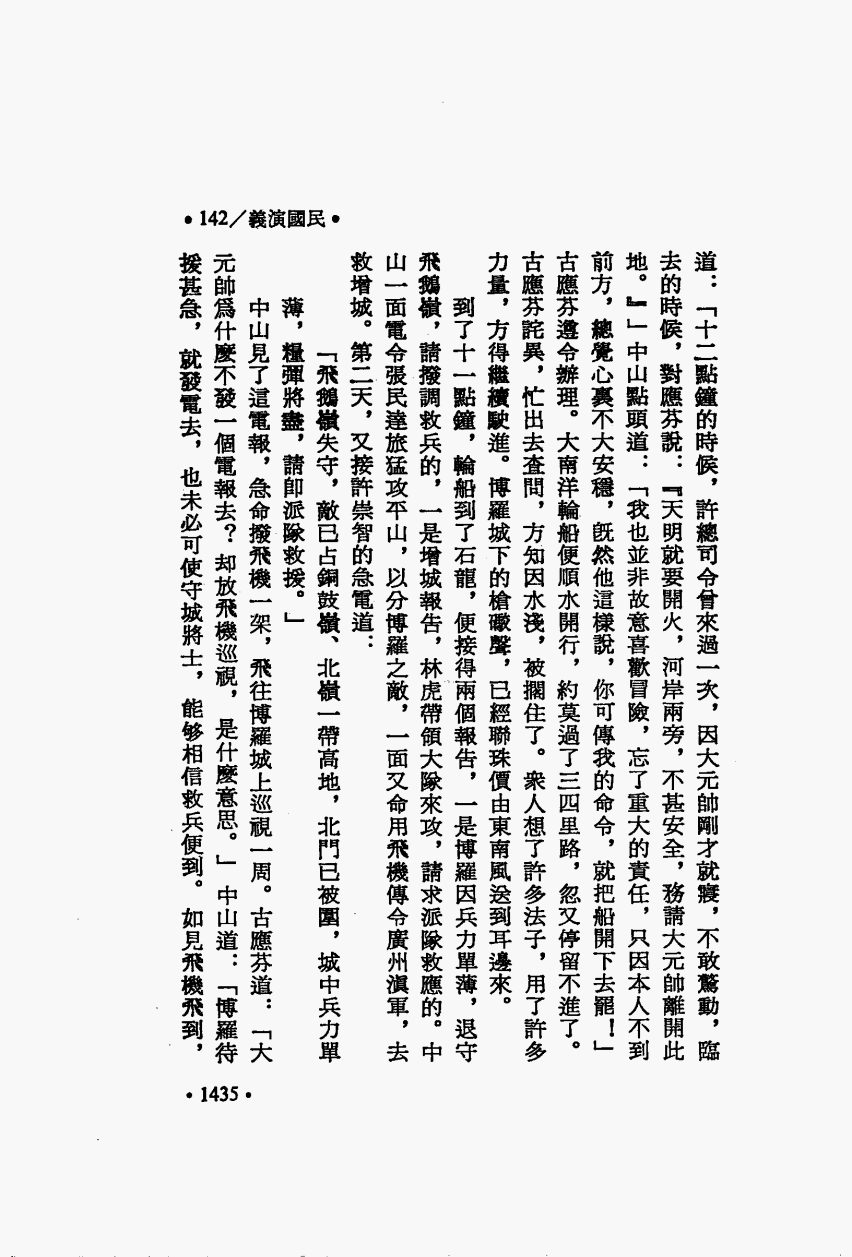 •142/義演國民•
道：「十二點鐘的時候，許總司令曾來過一次，因大元帥剛才就寢，不敢驚動，臨
去的時候，對應芬說：『天明就要開火，河岸兩旁，不甚安全，務請大元帥離開此
地。』」中山點頭道：「我也並非故意喜歡冒險，忘了重大的責任，只因本人不到
前方，總覺心裏不大安穩，旣然他這樣說，你可傳我的命令，就把船開下去罷！」
古應芬遵令辦理。大南洋輪船便順水開行，約莫過了三四里路，忽又停留不進了。
古應芬詫異，忙出去查問，方知因水淺，被擱住了。衆人想了許多法子，用了許多
力量，方得繼續駛進。博羅城下的槍礮聲，已經聯珠價由東南風送到耳邊來。
到了十一點鐘，輪船到了石龍，便接得兩個報告，一是博羅因兵力單薄，退守
飛鵝嶺，請撥調救兵的，一是增城報告，林虎帶領大隊來攻，請求派隊救應的。中
山一面電令張民達旅猛攻平山，以分博羅之敵，一面又命用飛機傳令廣州滇軍，去
救增城。第二天，又接許崇智的急電道：
「飛鵝嶺失守，敵已占銅鼓嶺、北嶺一帶高地，北門已被圍，城中兵力單
薄，糧彈將盡，請卽派隊救援。」
中山見了這電報，急命撥飛機一架，飛往博羅城上巡視一周。古應芬道：「大
元帥爲什麼不發一個電報去？却放飛機巡視，是什麼意思。」中山道：「博羅待
援甚急，就發電去，也未必可使守城將士，能够相信救兵便到。如見飛機飛到，
•1435•